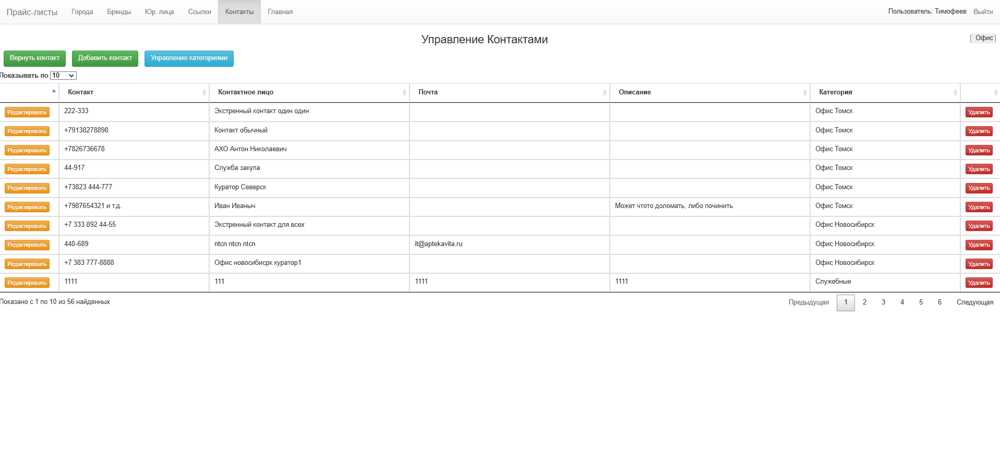 Прайс-листы Города Бренды Юр. лица Ссылки Контакты Главная Пользователь: Тимофеев Выйти
Управление Контактами Офис
Вернуть контакт Добавить контакт Управление категориями
Показывать по 10
Контакт Контактное лицо Почта Описание Категория
Редактировать 222-333 Экстренный контакт один один Офис Томск Удалить
Редактировать +79138278898 Контакт обычный Офис Томск Удалить
Редактировать +7826736678 АХО Антон Николаевич Офис Томск Удалить
Редактировать 44-917 Служба закупа Офис Томск Удалить
Редактировать +73823 444-777 Куратор Северск Офис Томск Удалить
Редактировать +7987654321 и т.д. Иван Иваныч Может чтото доломать, либо починить Офис Томск Удалить
Редактировать +7 333 892 44-55 Экстренный контакт для всех Офис Новосибирск Удалить
Редактировать 440-689 ntcn ntcn ntcn it@aptekavita.ru Офис Новосибирск Удалить
Редактировать +7 383 777-8888 Офис новосибисрк куратор1 Офис Новосибирск Удалить
Редактировать 1111 111 1111 1111 Служебные Удалить
Показано с 1 по 10 из 56 найденных Предыдущая 1 2 3 4 5 6 Следующая